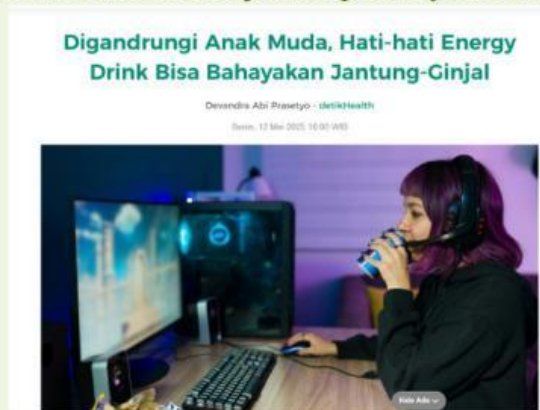 Digandrungi Anak Muda, Hati-hati Energy
Drink Bisa Bahayakan Jantung-Ginjal
Devandra Abi Prasetyo - detikHealth
Senin, 12 Mei 2025 16:00 WIB